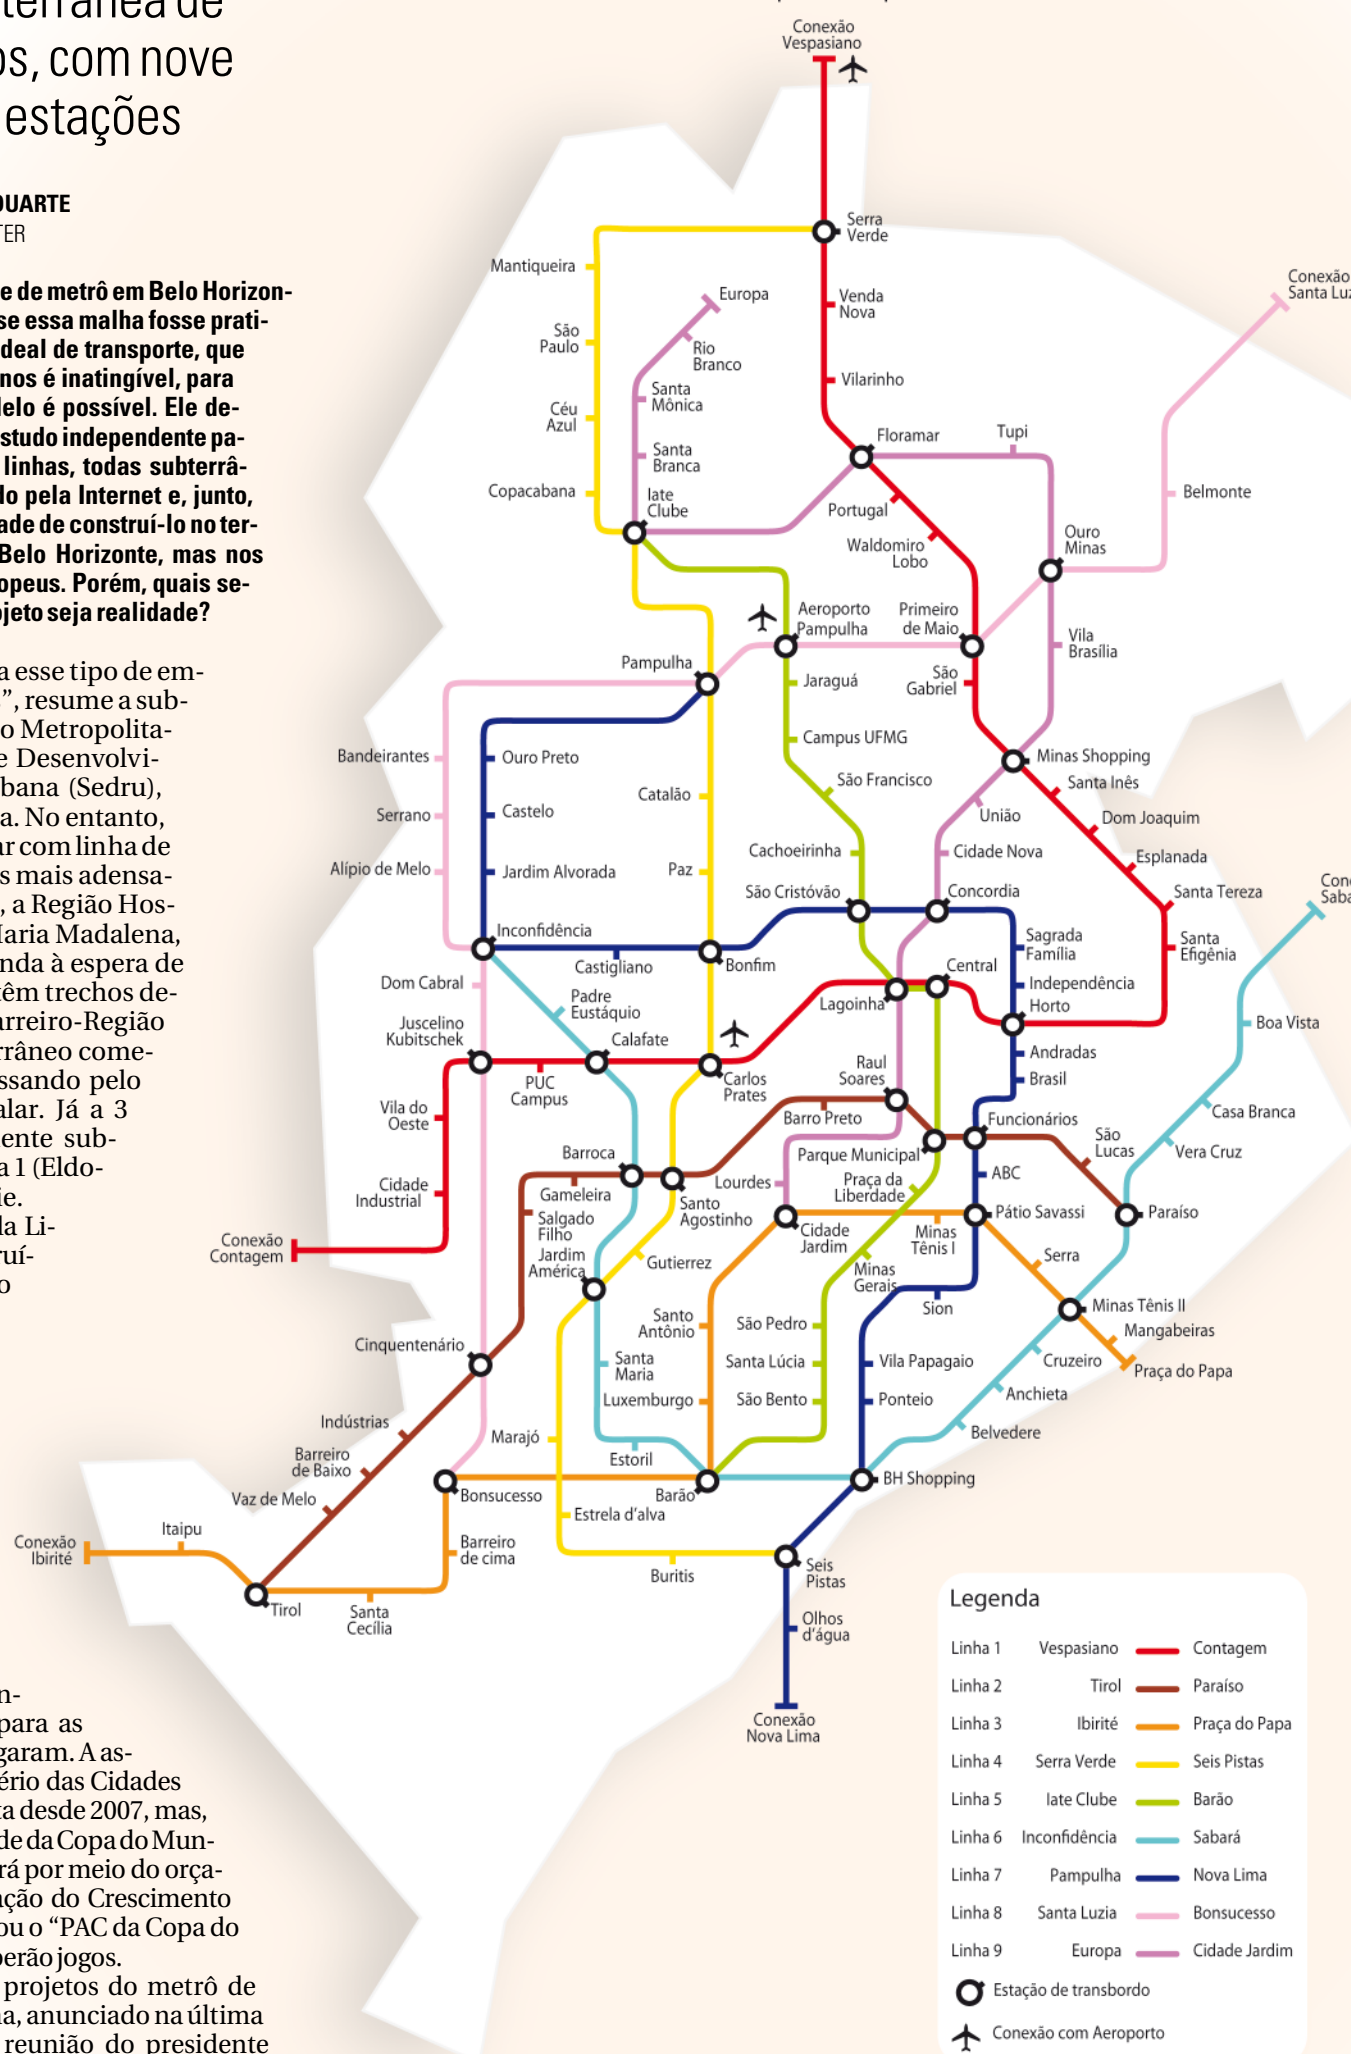 terrânea de
os, com nove
estações
DUARTE
TER
e de metrô em Belo Horizon-
se essa malha fosse prati-
deal de transporte, que
nos é inatingível, para
delo é possível. Ele de-
studo independente pa-
linhas, todas subterrâ-
do pela Internet e, junto,
ade de construí-lo no ter-
Belo Horizonte, mas nos
opeus. Porém, quais se-
ojeto seja realidade?
a esse tipo de em-
”, resume a sub-
o Metropolita-
e Desenvolvi-
bana (Sedru),
a. No entanto,
ar com linha de
s mais adensa-
, a Região Hos-
Maria Madalena,
nda à espera de
têm trechos de-
arreiro-Região
rrâneo come-
ssando pelo
alar. Já a 3
ente sub-
a 1 (Eldo-
ie.
la Li-
ruí-
o
n-
para as
garam. A as-
ério das Cidades
ta desde 2007, mas,
de da Copa do Mun-
rá por meio do orça-
ação do Crescimento
ou o “PAC da Copa do
berão jogos.
projetos do metrô de
na, anunciado na última
reunião do presidente
Conexão
Vespasiano
Serra
Verde
Mantiqueira
Europa
Venda
Nova
Conexão
Santa Luz
São
Paulo
Rio
Branco
Vilarinho
Santa
Mônica
Céu
Azul
Floramar
Tupi
Santa
Branca
Copacabana
Iate
Clube
Portugal
Belmonte
Waldomiro
Lobo
Ouro
Minas
Aeroporto
Pampulha
Primeiro
de Maio
Vila
Brasília
Pampulha
Jaraguá
São
Gabriel
Bandeirantes
Ouro Preto
Campus UFMG
Minas Shopping
São Francisco
Santa Inês
Catalão
Serrano
Castelo
União
Dom Joaquim
Cachoeirinha
Cidade Nova
Esplanada
Alípio de Melo
Jardim Alvorada
Paz
São Cristóvão
Concordia
Santa Tereza
Inconfidência
Sagrada
Família
Santa
Efigênia
Castigliano
Bonfim
Central
Dom Cabral
Independência
Padre
Eustáquio
Lagoinha
Horto
Boa Vista
Juscelino
Kubitschek
Calafate
Andradas
PUC
Campus
Carlos
Prates
Raul
Soares
Brasil
Vila do
Oeste
Barro Preto
Funcionários
Casa Branca
Barroca
Parque Municipal
São
Lucas
Vera Cruz
Cidade
Industrial
Gameleira
Lourdes
Praça da
Liberdade
ABC
Santo
Agostinho
Salgado
Filho
Cidade
Jardim
Minas
Tênis I
Pátio Savassi
Paraíso
Conexão
Contagem
Jardim
América
Gutierrez
Minas
Gerais
Serra
Sion
Minas Tênis II
Santo
Antônio
São Pedro
Mangabeiras
Cinquentenário
Santa
Maria
Santa Lúcia
Vila Papagaio
Cruzeiro
Praça do Papa
Luxemburgo
São Bento
Ponteio
Anchieta
Indústrias
Marajó
Belvedere
Barreiro
de Baixo
Estoril
Vaz de Melo
Bonsucesso
Barão
BH Shopping
Estrela d’alva
Conexão
Ibirité
Itaipu
Barreiro
de cima
Buritis
Seis
Pistas
Tirol
Santa
Cecília
Olhos
d’água
Conexão
Nova Lima
Con
Saba
Legenda
Linha 1 Vespasiano Contagem
Linha 2 Tirol Paraíso
Linha 3 Ibirité Praça do Papa
Linha 4 Serra Verde Seis Pistas
Linha 5 Iate Clube Barão
Linha 6 Inconfidência Sabará
Linha 7 Pampulha Nova Lima
Linha 8 Santa Luzia Bonsucesso
Linha 9 Europa Cidade Jardim
Estação de transbordo
Conexão com Aeroporto